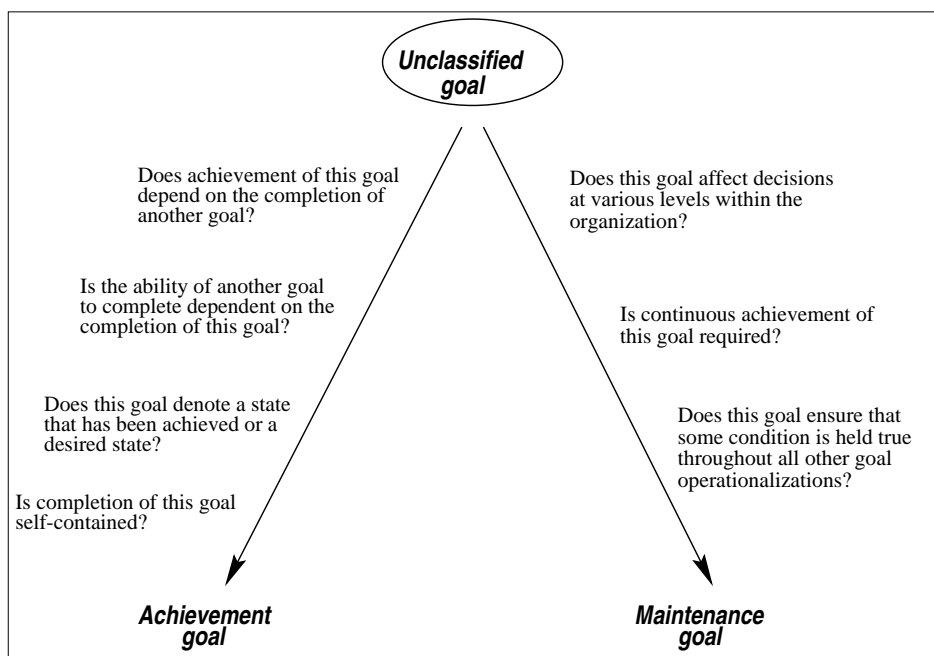 Unclassified
goal
Does achievement of this goal
depend on the completion of
another goal?
Does this goal affect decisions
at various levels within the
organization?
Is the ability of another goal
to complete dependent on the
completion of this goal?
Is continuous achievement of
this goal required?
Does this goal denote a state
that has been achieved or a
desired state?
Does this goal ensure that
some condition is held true
throughout all other goal
operationalizations?
Is completion of this goal
self-contained?
Achievement
goal
Maintenance
goal